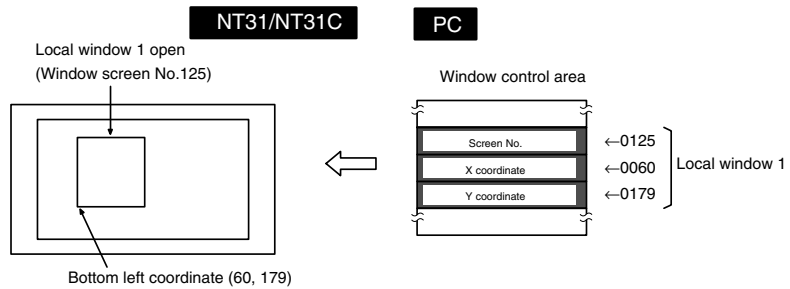 NT31/NT31C
PC
Local window 1 open
(Window screen No.125)
Window control area
Screen No.
←0125
X coordinate
←0060
Local window 1
Y coordinate
←0179
Bottom left coordinate (60, 179)